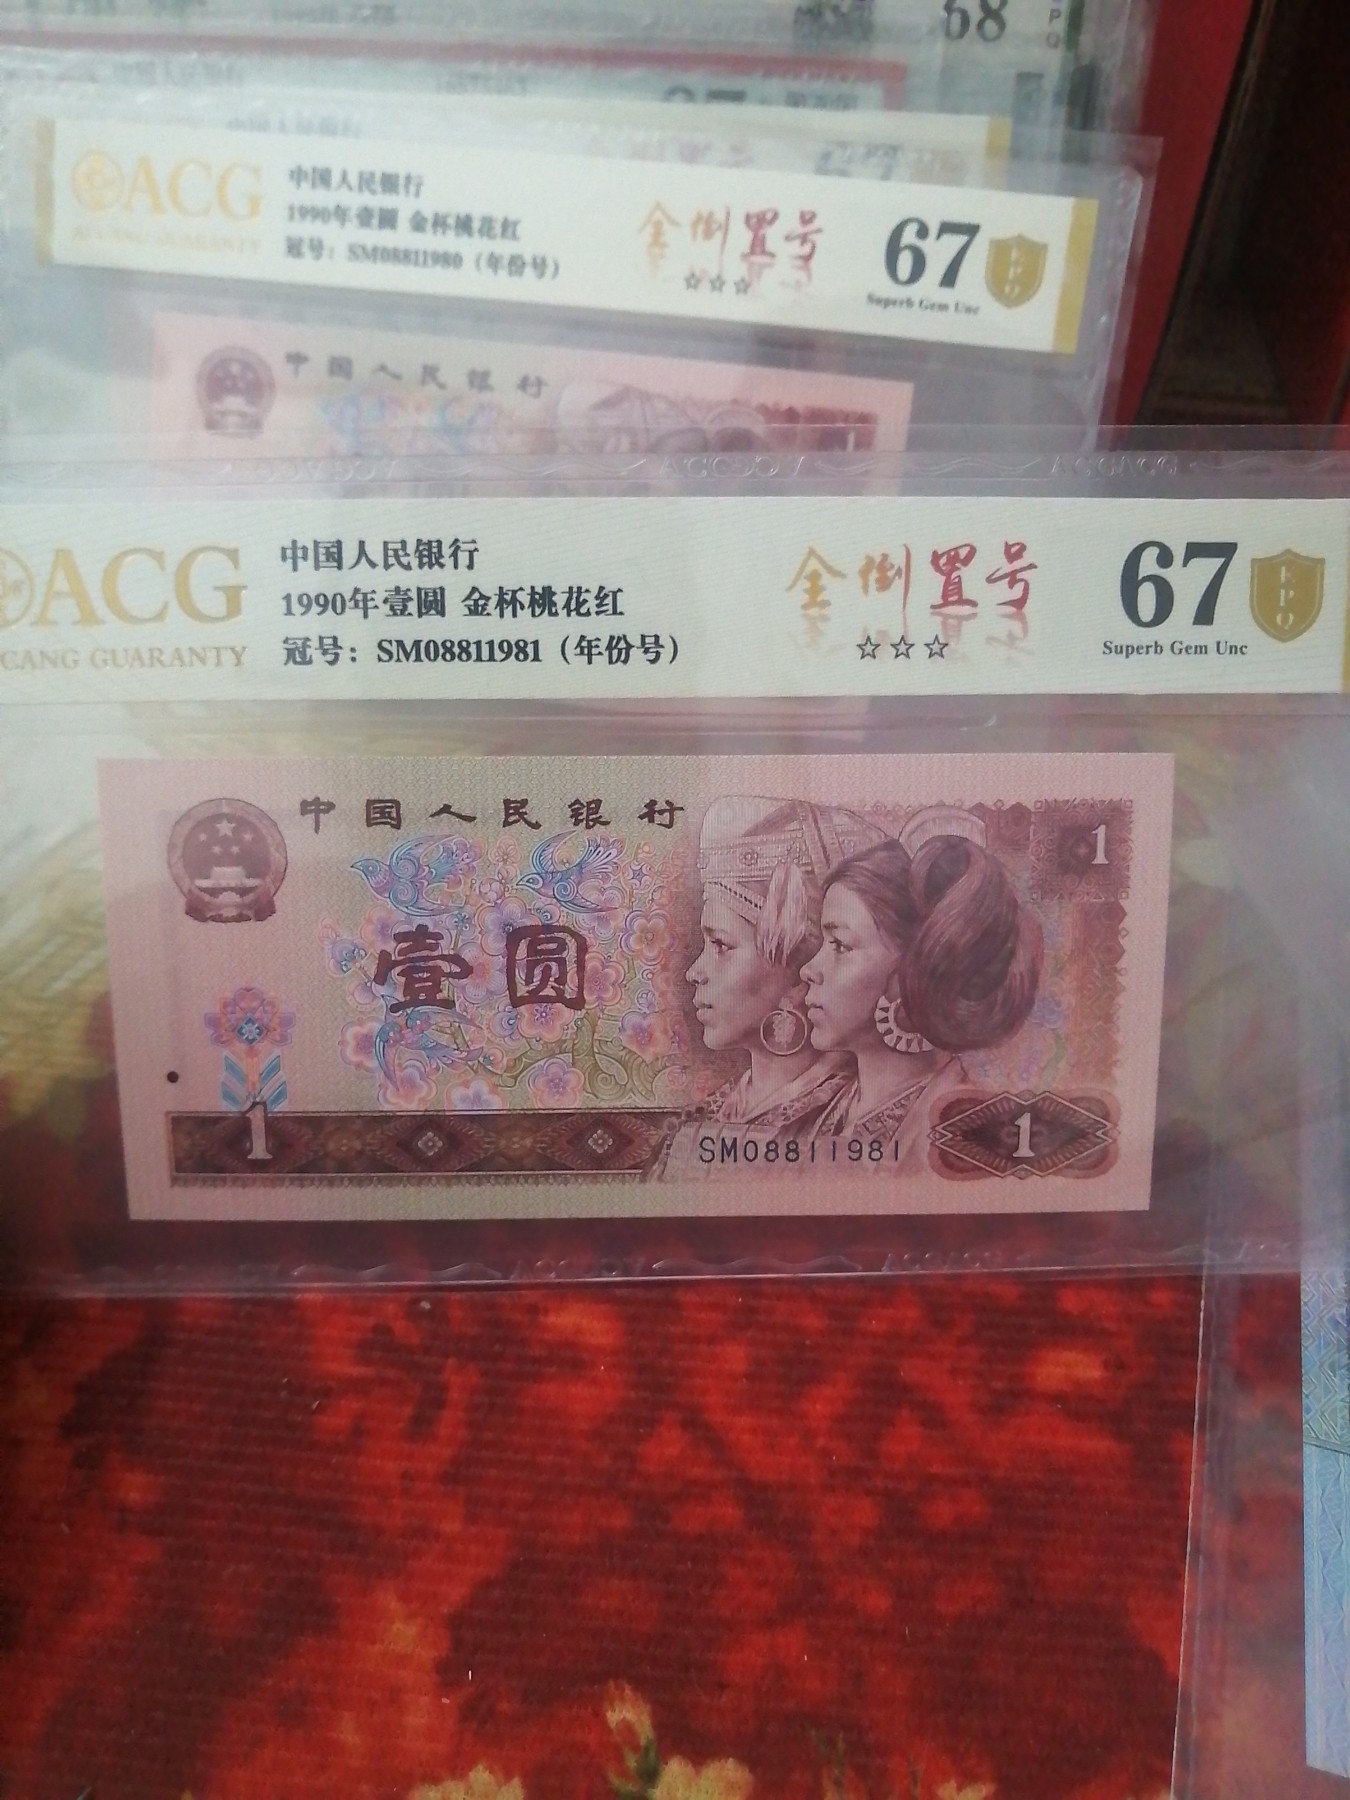 68
P
Q
ACG
中国人民银行
1990年壹圆 金杯桃花红
冠号：SM08811980（年份号）
全倒置号
☆☆☆
67
Superb Gem Unc
EPQ
中国人民银行
ACG
CANG GUARANTY
中国人民银行
1990年壹圆 金杯桃花红
冠号：SM08811981（年份号）
全倒置号
☆☆☆
67
Superb Gem Unc
EPQ
中国人民银行
1
壹圆
1
SM08811981
1